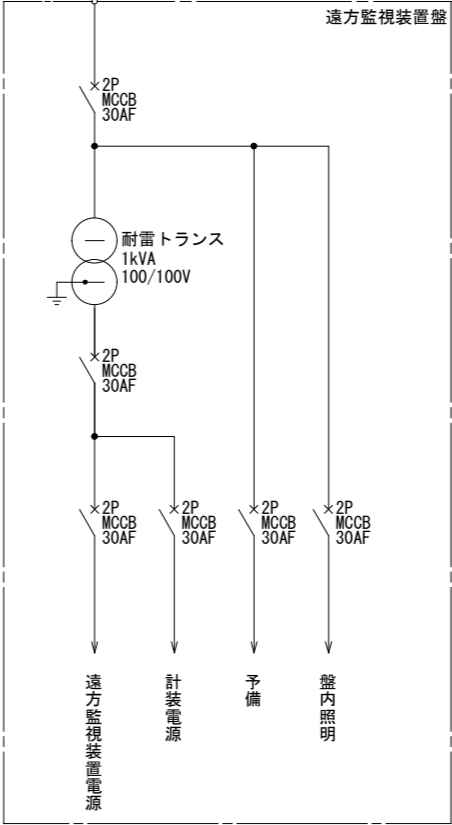 遠方監視装置盤
2P
MCCB
30AF
耐雷トランス
1kVA
100/100V
2P
MCCB
30AF
2P
MCCB
30AF
2P
MCCB
30AF
2P
MCCB
30AF
2P
MCCB
30AF
遠方監視装置電源
計装電源
予備
盤内照明